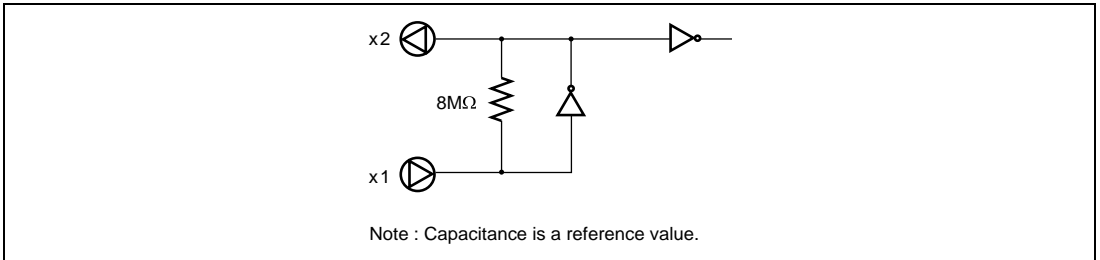 x2
8MΩ
x1
Note : Capacitance is a reference value.